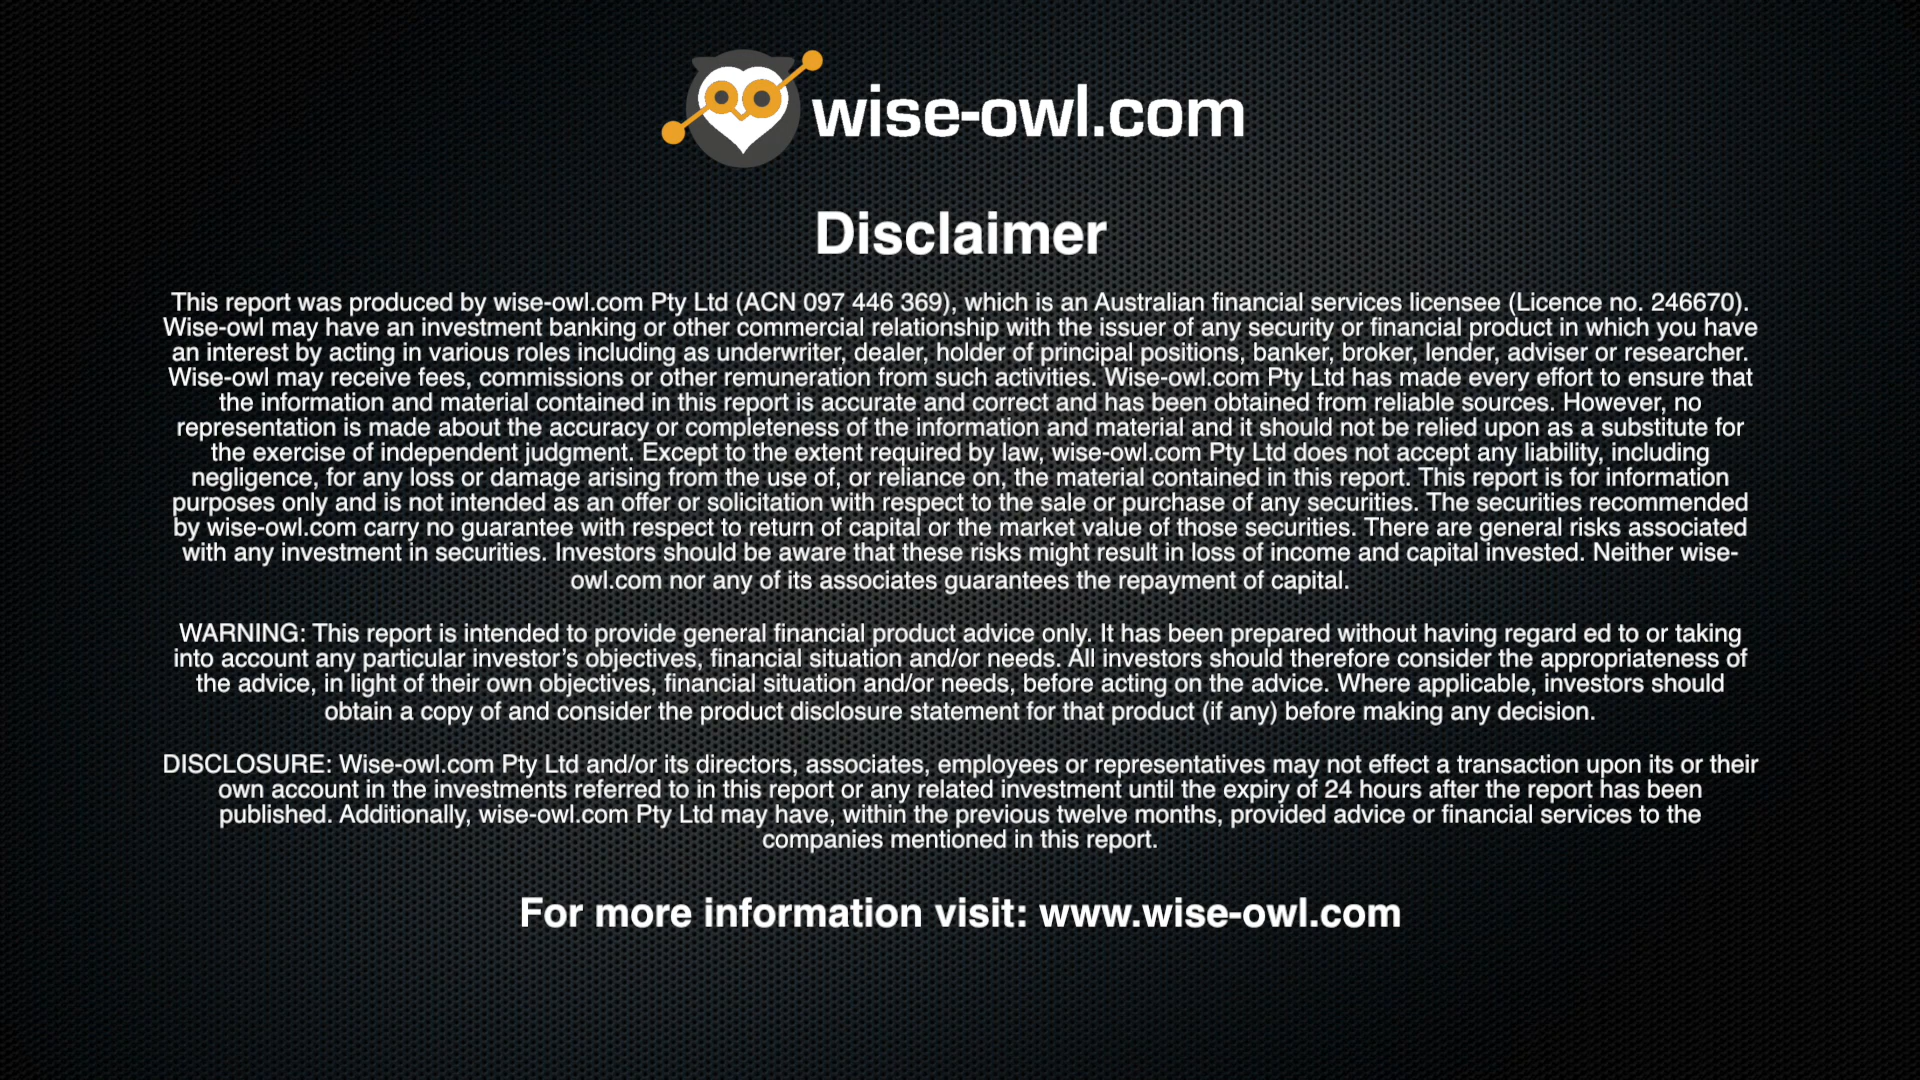 wise-owl.com
Disclaimer
This report was produced by wise-owl.com Pty Ltd (ACN 097 446 369), which is an Australian financial services licensee (Licence no. 246670).
Wise-owl may have an investment banking or other commercial relationship with the issuer of any security or financial product in which you have
an interest by acting in various roles including as underwriter, dealer, holder of principal positions, banker, broker, lender, adviser or researcher.
Wise-owl may receive fees, commissions or other remuneration from such activities. Wise-owl.com Pty Ltd has made every effort to ensure that
the information and material contained in this report is accurate and correct and has been obtained from reliable sources. However, no
representation is made about the accuracy or completeness of the information and material and it should not be relied upon as a substitute for
the exercise of independent judgment. Except to the extent required by law, wise-owl.com Pty Ltd does not accept any liability, including
negligence, for any loss or damage arising from the use of, or reliance on, the material contained in this report. This report is for information
purposes only and is not intended as an offer or solicitation with respect to the sale or purchase of any securities. The securities recommended
by wise-owl.com carry no guarantee with respect to return of capital or the market value of those securities. There are general risks associated
with any investment in securities. Investors should be aware that these risks might result in loss of income and capital invested. Neither wise-
owl.com nor any of its associates guarantees the repayment of capital.
WARNING: This report is intended to provide general financial product advice only. It has been prepared without having regard ed to or taking
into account any particular investor’s objectives, financial situation and/or needs. All investors should therefore consider the appropriateness of
the advice, in light of their own objectives, financial situation and/or needs, before acting on the advice. Where applicable, investors should
obtain a copy of and consider the product disclosure statement for that product (if any) before making any decision.
DISCLOSURE: Wise-owl.com Pty Ltd and/or its directors, associates, employees or representatives may not effect a transaction upon its or their
own account in the investments referred to in this report or any related investment until the expiry of 24 hours after the report has been
published. Additionally, wise-owl.com Pty Ltd may have, within the previous twelve months, provided advice or financial services to the
companies mentioned in this report.
For more information visit: www.wise-owl.com